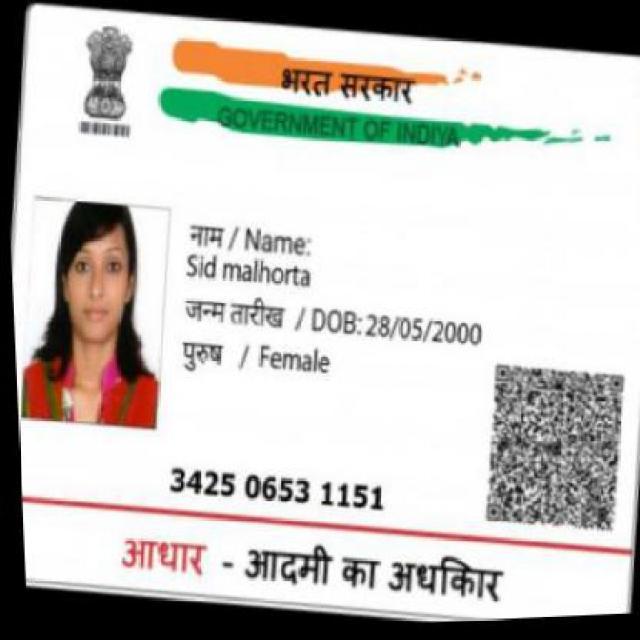 भरत सरकार
GOVERNMENT OF INDIYA
नाम / Name:
Sid malhorta
जन्म तारीख / DOB: 28/05/2000
पुरुष / Female
3425 0653 1151
आधार - आदमी का अधकिार